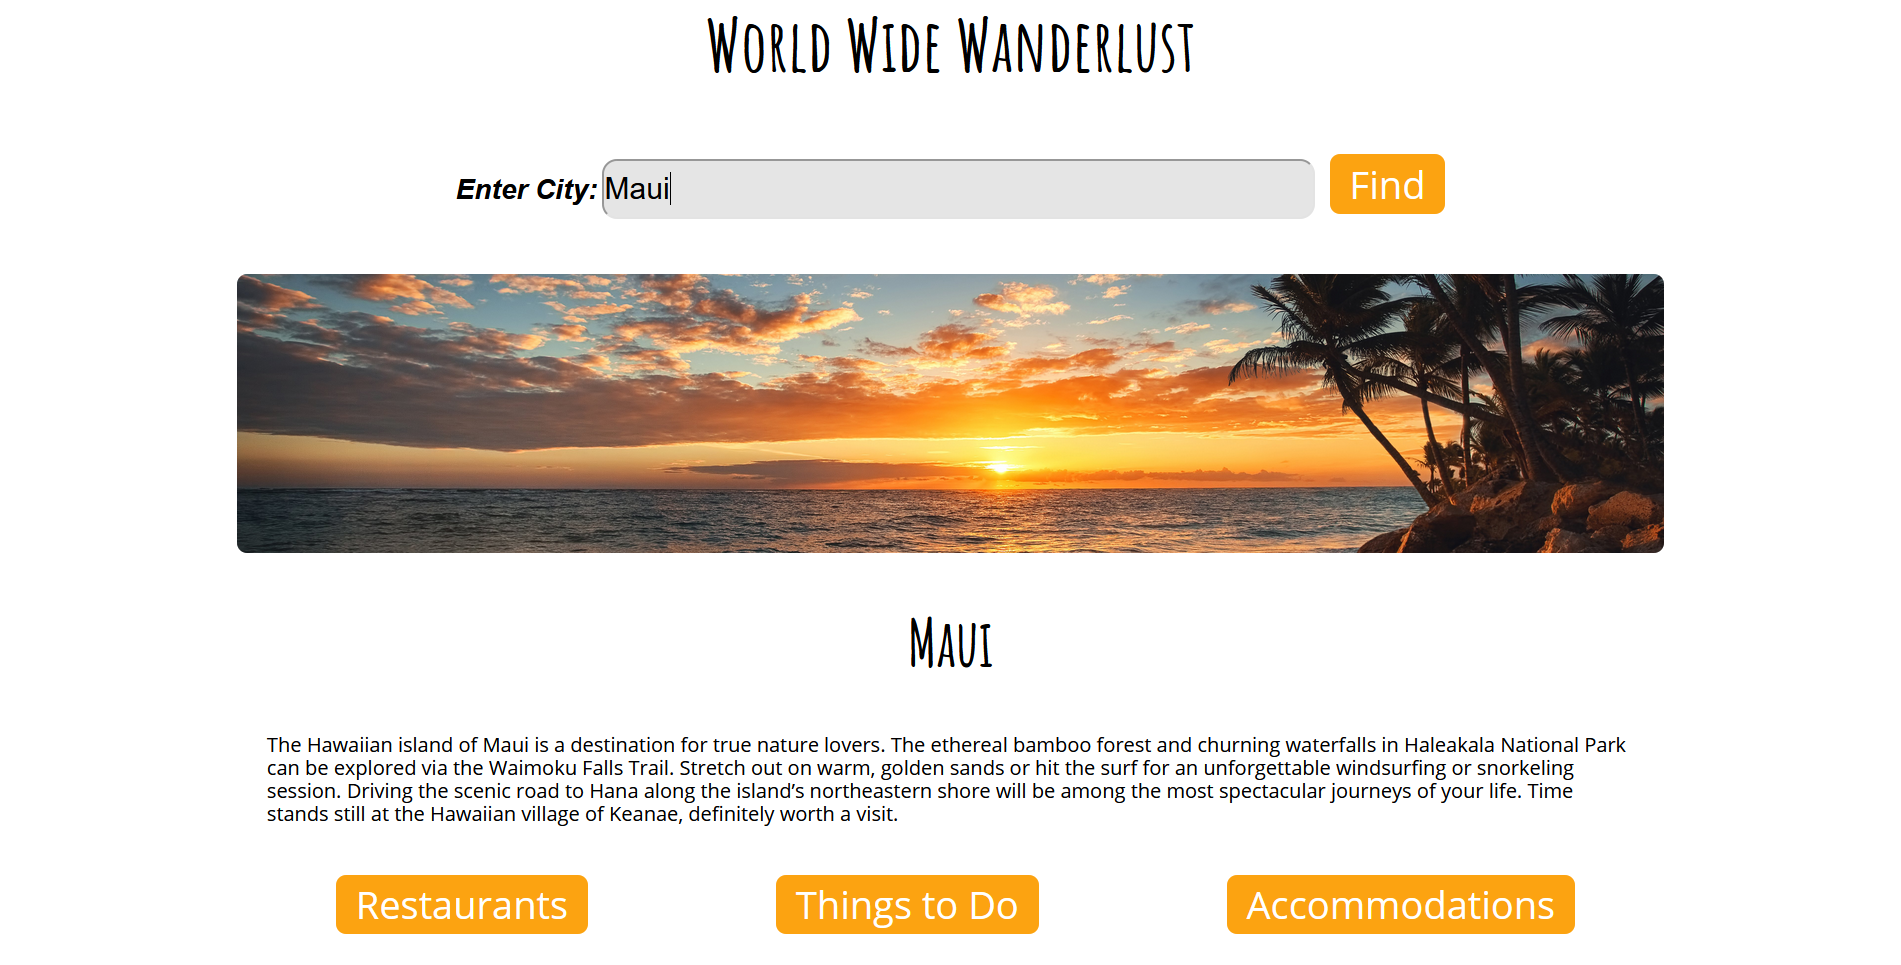 World Wide Wanderlust
Enter City: Maui Find
Maui
The Hawaiian island of Maui is a destination for true nature lovers. The ethereal bamboo forest and churning waterfalls in Haleakala National Park
can be explored via the Waimoku Falls Trail. Stretch out on warm, golden sands or hit the surf for an unforgettable windsurfing or snorkeling
session. Driving the scenic road to Hana along the island’s northeastern shore will be among the most spectacular journeys of your life. Time
stands still at the Hawaiian village of Keanae, definitely worth a visit.
Restaurants Things to Do Accommodations